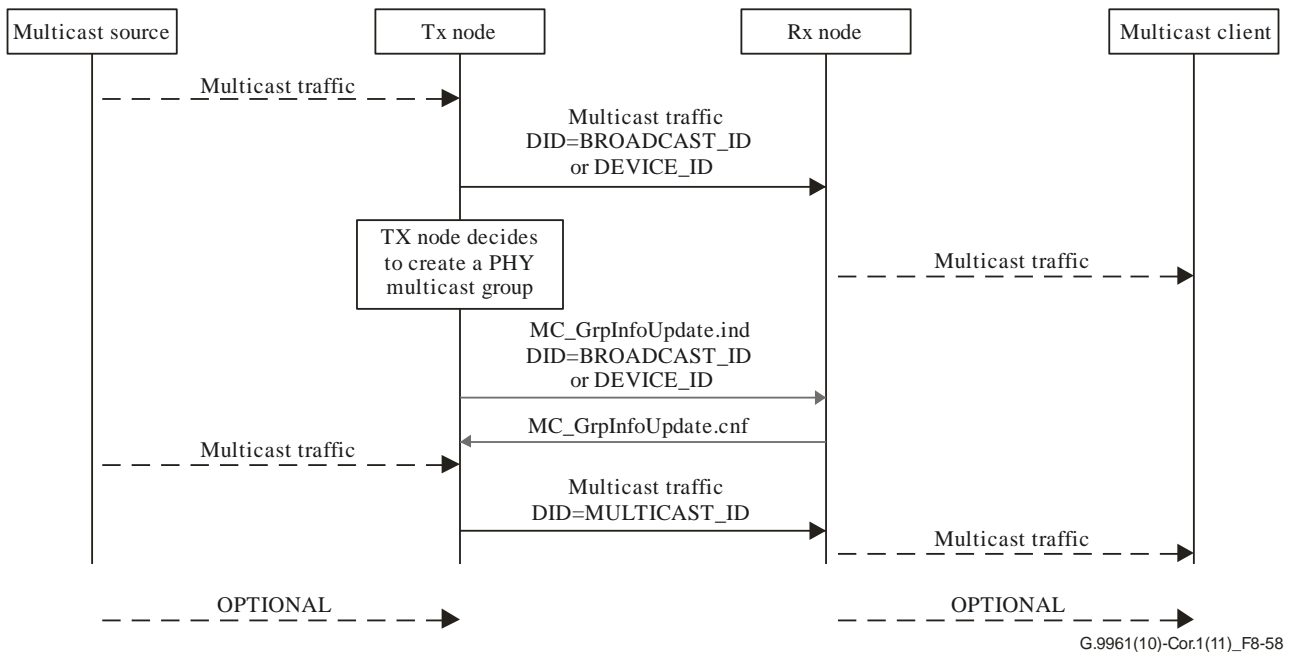 Multicast source
Tx node
Rx node
Multicast client
Multicast traffic
Multicast traffic
DID=BROADCAST_ID
or DEVICE_ID
TX node decides
to create a PHY
multicast group
Multicast traffic
MC_GrpInfoUpdate.ind
DID=BROADCAST_ID
or DEVICE_ID
MC_GrpInfoUpdate.cnf
Multicast traffic
Multicast traffic
DID=MULTICAST_ID
Multicast traffic
OPTIONAL
OPTIONAL
G.9961(10)-Cor.1(11)_F8-58